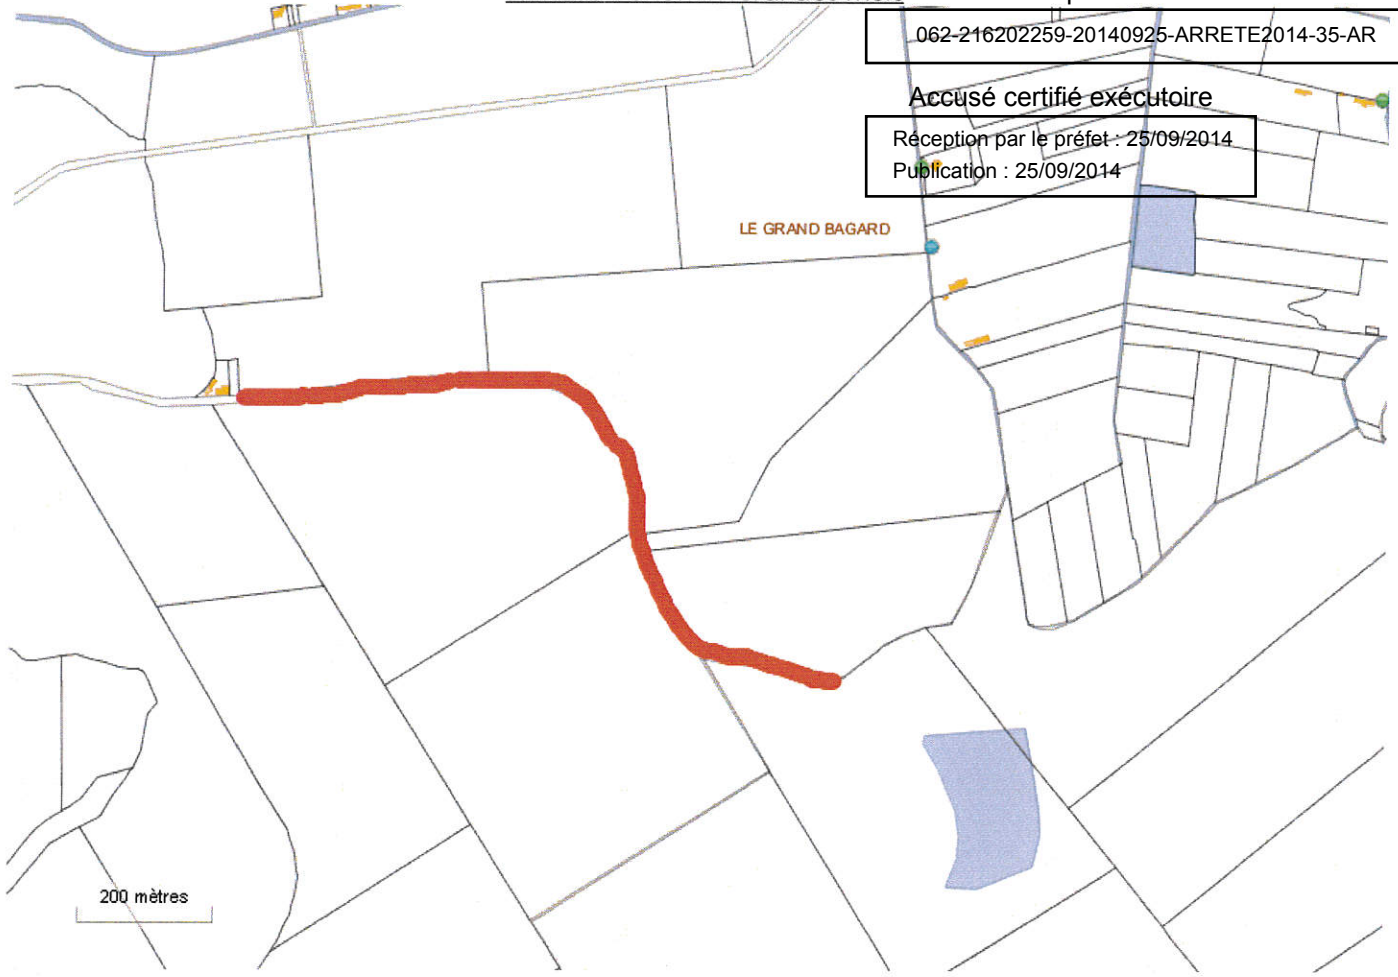 062-216202259-20140925-ARRETE2014-35-AR
Accusé certifié exécutoire
Réception par le préfet : 25/09/2014
Publication : 25/09/2014
LE GRAND BAGARD
200 mètres